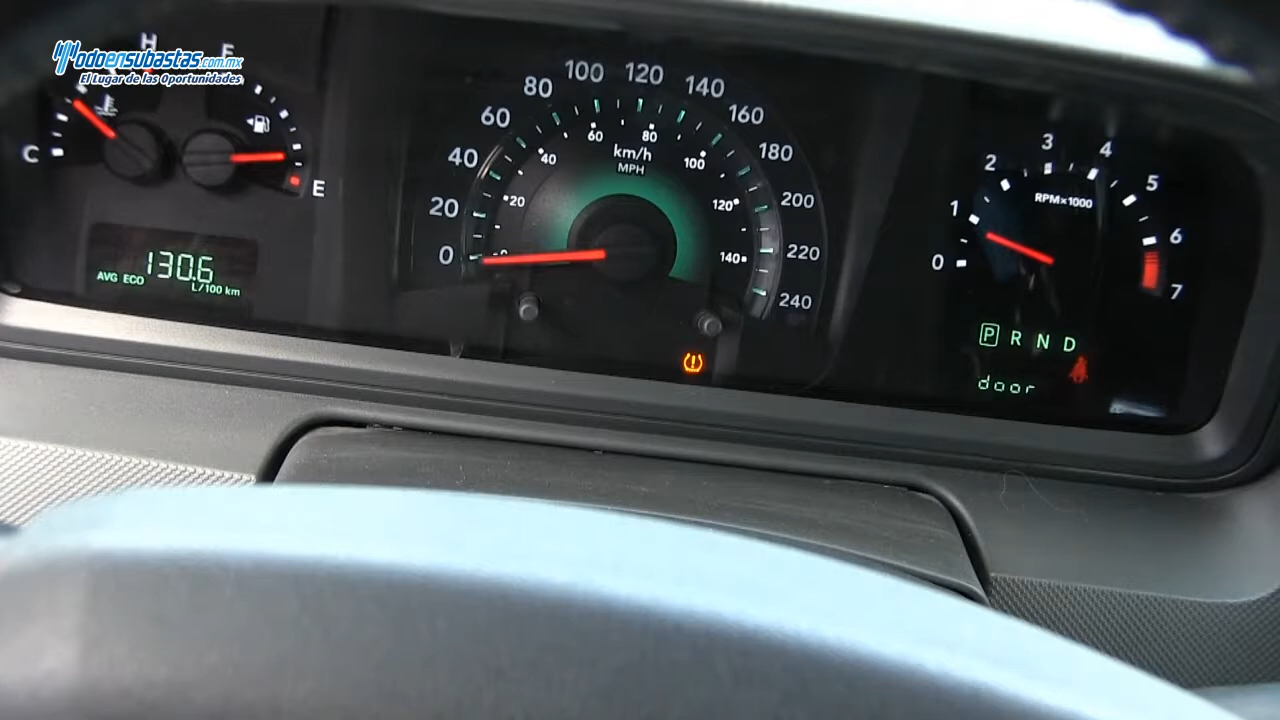 TodoenSubastas.com.mx
El Lugar de las Oportunidades
H
F
C
E
AVG ECO 130.6
L/100 km
0 20 40 60 80 100 120 140 160 180 200 220 240
km/h
MPH
0 20 40 60 80 100 120 140
0 1 2 3 4 5 6 7
RPM×1000
P R N D
door